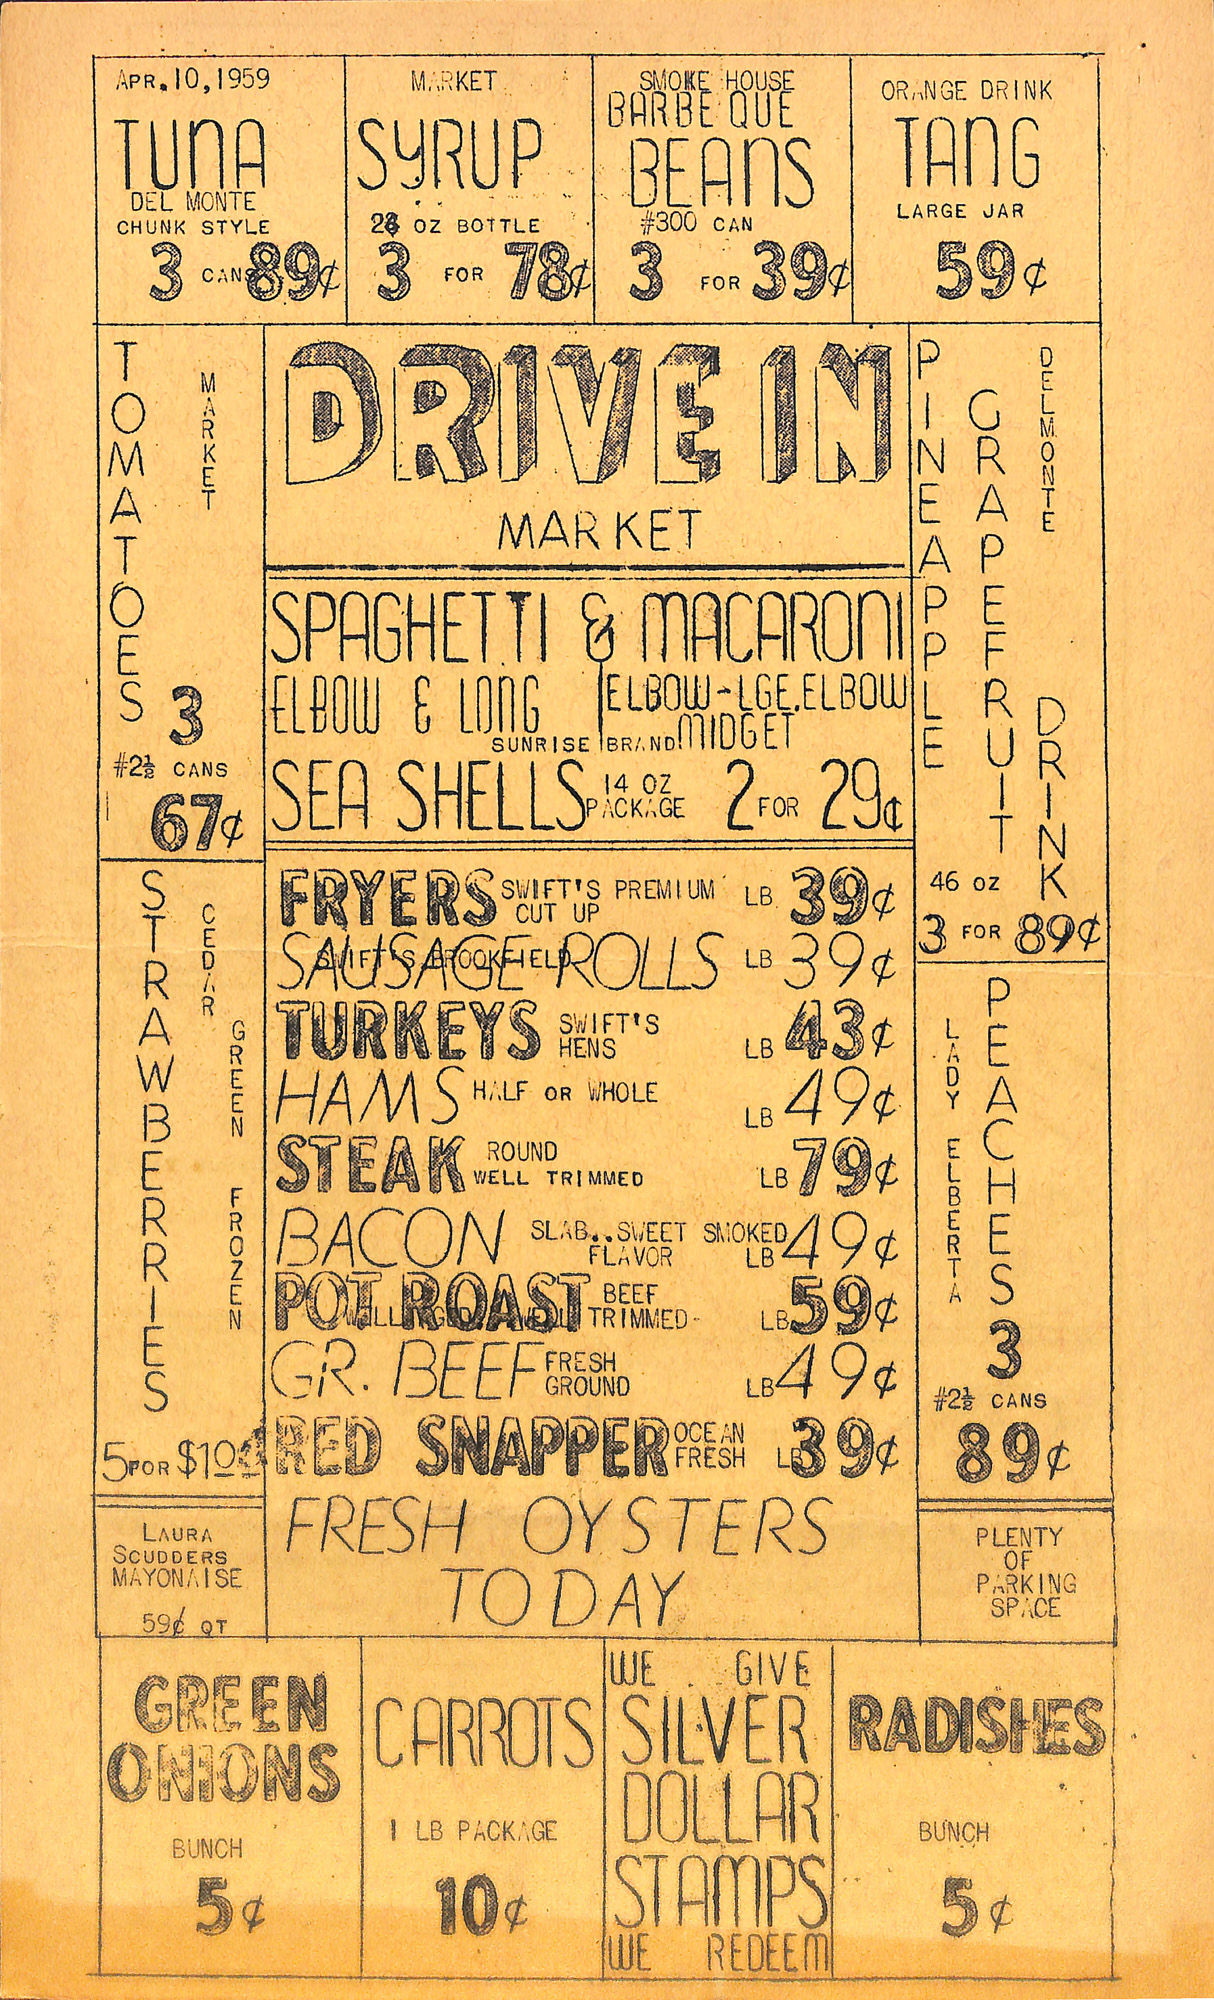 APR. 10, 1959
TUNA
DEL MONTE
CHUNK STYLE
3 CANS 89¢
MARKET
SYRUP
OZ BOTTLE
3 FOR 78¢
SMOKE HOUSE
BARBEQUE
BEANS
#300 CAN
3 FOR 39¢
ORANGE DRINK
TANG
LARGE JAR
59¢
TOMATOES
MARKET
3
#2½ CANS
67¢
DRIVE IN
MARKET
SPAGHETTI & MACARONI
ELBOW & LONG
ELBOW-LGE. ELBOW
MIDGET
SUNRISE BRAND
SEA SHELLS 14 OZ PACKAGE 2 FOR 29¢
PINEAPPLE
GRAPEFRUIT
DELMONTE
DRINK
46 OZ
3 FOR 89¢
STRAWBERRIES
CEDAR
GREEN
FROZEN
5 FOR $1.00
FRYERS SWIFT'S PREMIUM CUT UP LB 39¢
SAUSAGE ROLLS SWIFT'S BROOKFIELD LB 39¢
TURKEYS SWIFT'S HENS LB 43¢
HAMS HALF OR WHOLE LB 49¢
STEAK ROUND WELL TRIMMED LB 79¢
BACON SLAB..SWEET SMOKED FLAVOR LB 49¢
POT ROAST BEEF TRIMMED LB 59¢
GR. BEEF FRESH GROUND LB 49¢
RED SNAPPER OCEAN FRESH LB 39¢
FRESH OYSTERS
TODAY
PEACHES
LADY ELBERTA
3
#2½ CANS
89¢
LAURA
SCUDDERS
MAYONAISE
59¢ QT
PLENTY
OF
PARKING
SPACE
GREEN
ONIONS
BUNCH
5¢
CARROTS
1 LB PACKAGE
10¢
WE GIVE
SILVER
DOLLAR
STAMPS
WE REDEEM
RADISHES
BUNCH
5¢